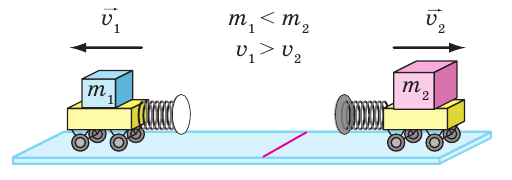 v⃗₁
m₁ < m₂
v₁ > v₂
v⃗₂
m₁
m₂